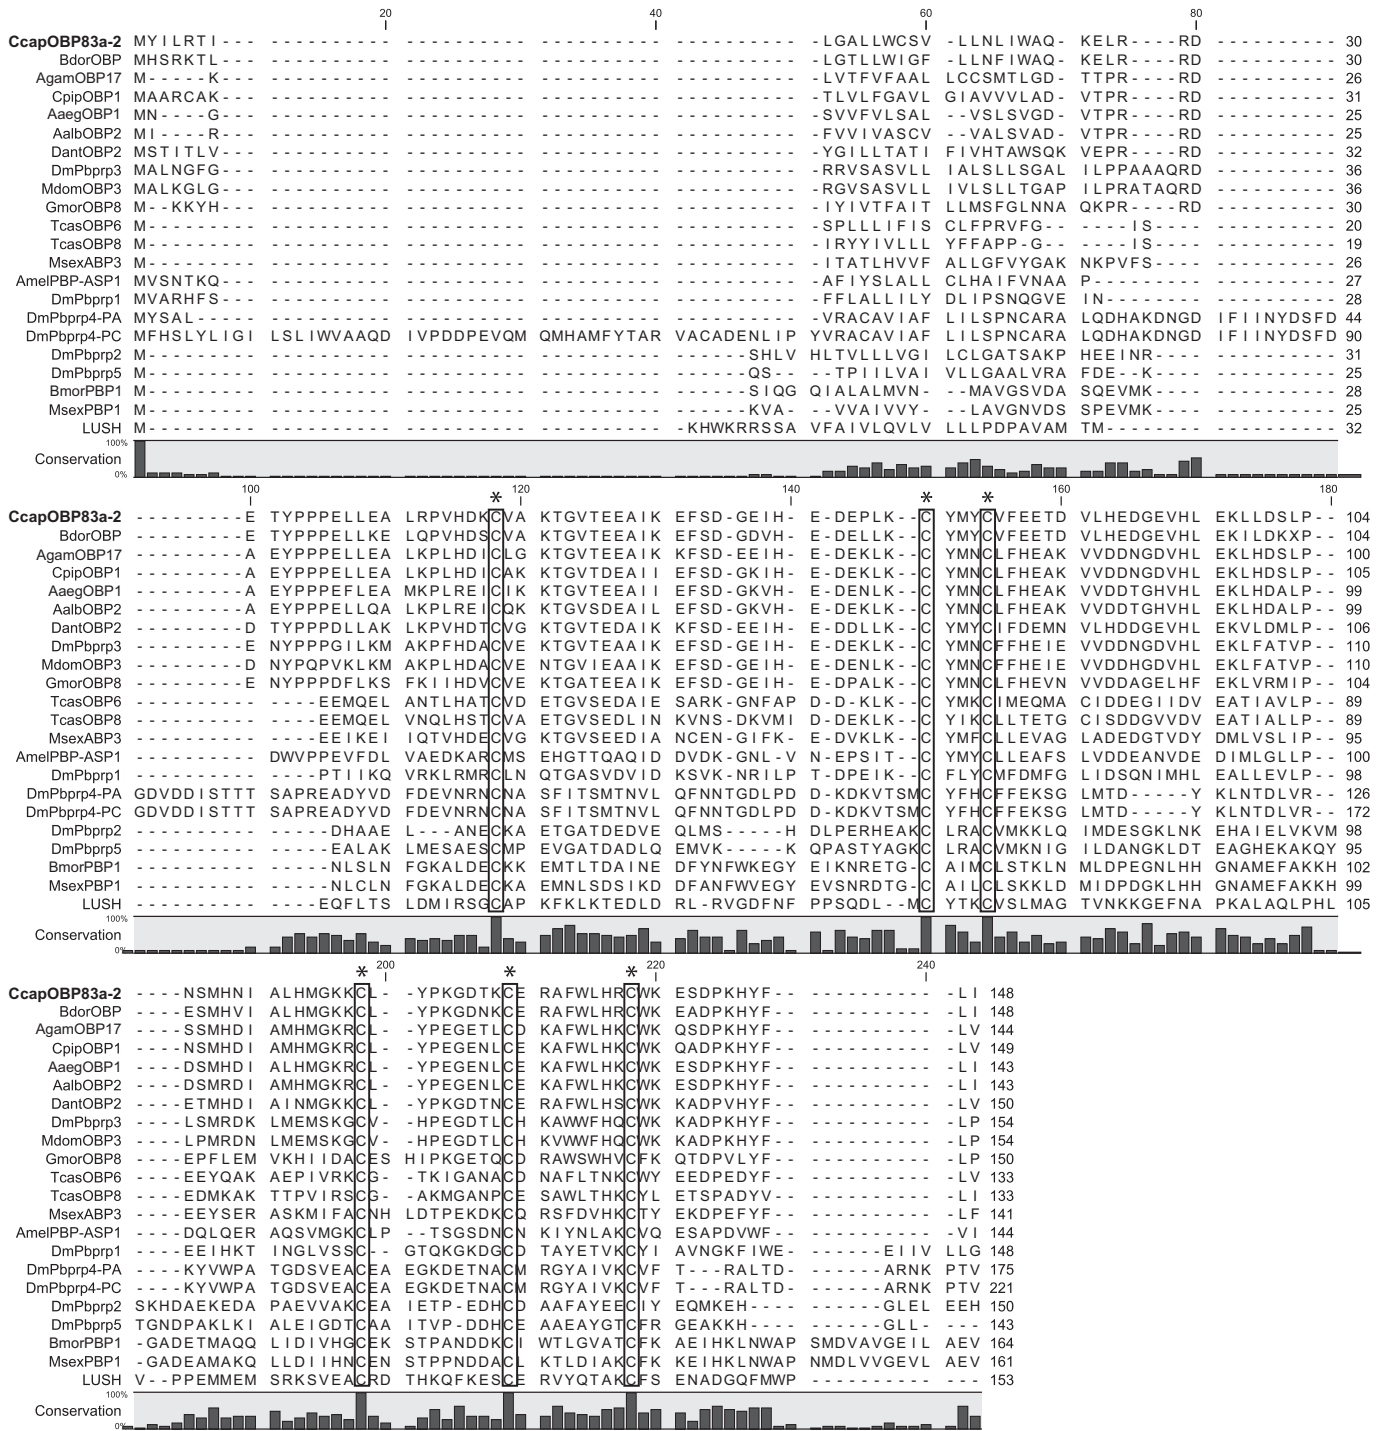 20 40 60 80
CcapOBP83a-2 MYILRTI--- ---------- ---------- ---------- ---------- -LGALLWCSV -LLNLIWAQ- KELR----RD ---------- 30
BdorOBP MHSRKTL--- ---------- ---------- ---------- ---------- -LGTLLWIGF -LLNFIWAQ- KELR----RD ---------- 30
AgamOBP17 M-----K--- ---------- ---------- ---------- ---------- -LVTFVFAAL LCCSMTLGD- TTPR----RD ---------- 26
CpipOBP1 MAARCAK--- ---------- ---------- ---------- ---------- -TLVLFGAVL GIAVVVLAD- VTPR----RD ---------- 31
AaegOBP1 MN----G--- ---------- ---------- ---------- ---------- -SVVFVLSAL --VSLSVGD- VTPR----RD ---------- 25
AalbOBP2 MI----R--- ---------- ---------- ---------- ---------- -FVVIVASCV --VALSVAD- VTPR----RD ---------- 25
DantOBP2 MSTITLV--- ---------- ---------- ---------- ---------- -YGILLTATI FIVHTAWSQK VEPR----RD ---------- 32
DmPbprp3 MALNGFG--- ---------- ---------- ---------- ---------- -RRVSASVLL IALSLLSGAL ILPPAAAQRD ---------- 36
MdomOBP3 MALKGLG--- ---------- ---------- ---------- ---------- -RGVSASVLL IVLSLLTGAP ILPRATAQRD ---------- 36
GmorOBP8 M--KKYH--- ---------- ---------- ---------- ---------- -IYIVTFAIT LLMSFGLNNA QKPR----RD ---------- 30
TcasOBP6 M--------- ---------- ---------- ---------- ---------- -SPLLLIFIS CLFPRVFG-- ----IS---- ---------- 20
TcasOBP8 M--------- ---------- ---------- ---------- ---------- -IRYYIVLLL YFFAPP-G-- ----IS---- ---------- 19
MsexABP3 M--------- ---------- ---------- ---------- ---------- -ITATLHVVF ALLGFVYGAK NKPVFS---- ---------- 26
AmelPBP-ASP1 MVSNTKQ--- ---------- ---------- ---------- ---------- -AFIYSLALL CLHAIFVNAA P--------- ---------- 27
DmPbprp1 MVARHFS--- ---------- ---------- ---------- ---------- -FFLALLILY DLIPSNQGVE IN-------- ---------- 28
DmPbprp4-PA MYSAL----- ---------- ---------- ---------- ---------- -VRACAVIAF LILSPNCARA LQDHAKDNGD IFIINYDSFD 44
DmPbprp4-PC MFHSLYLIGI LSLIWVAAQD IVPDDPEVQM QMHAMFYTAR VACADENLIP YVRACAVIAF LILSPNCARA LQDHAKDNGD IFIINYDSFD 90
DmPbprp2 M--------- ---------- ---------- ---------- ------SHLV HLTVLLLVGI LCLGATSAKP HEEINR---- ---------- 31
DmPbprp5 M--------- ---------- ---------- ---------- ------QS-- --TPIILVAI VLLGAALVRA FDE--K---- ---------- 25
BmorPBP1 M--------- ---------- ---------- ---------- ------SIQG QIALALMVN- --MAVGSVDA SQEVMK---- ---------- 28
MsexPBP1 M--------- ---------- ---------- ---------- ------KVA- --VVAIVVY- --LAVGNVDS SPEVMK---- ---------- 25
LUSH M--------- ---------- ---------- ---------- -KHWKRRSSA VFAIVLQVLV LLLPDPAVAM TM-------- ---------- 32
100%
Conservation
0%
100 * 120 140 * * 160 180
CcapOBP83a-2 ---------E TYPPPELLEA LRPVHDKCVA KTGVTEEAIK EFSD-GEIH- E-DEPLK--C YMYCVFEETD VLHEDGEVHL EKLLDSLP-- 104
BdorOBP ---------E TYPPPELLKE LQPVHDSCVA KTGVTEEAIK EFSD-GDVH- E-DEKLK--C YMYCVFEETD VLHEDGEVHL EKILDKXP-- 104
AgamOBP17 ---------A EYPPPELLEA LKPLHDICLG KTGVTEEAIK KFSD-EEIH- E-DEKLK--C YMNCLFHEAK VVDDNGDVHL EKLHDSLP-- 100
CpipOBP1 ---------A EYPPPELLEA LKPLHDICAK KTGVTDEAII EFSD-GKIH- E-DEKLK--C YMNCLFHEAK VVDDNGDVHL EKLHDSLP-- 105
AaegOBP1 ---------A EYPPPEFLEA MKPLREICIK KTGVTEEAII EFSD-GKVH- E-DENLK--C YMNCLFHEAK VVDDTGHVHL EKLHDALP-- 99
AalbOBP2 ---------A EYPPPELLQA LKPLREICQK KTGVSDEAIL EFSD-GKVH- E-DENLK--C YMNCLFHEAK VVDDTGHVHL EKLHDALP-- 99
DantOBP2 ---------D TYPPPDLLAK LKPVHDTCVG KTGVTEDAIK KFSD-EEIH- E-DDLLK--C YMYCIFDEMN VLHDDGEVHL EKVLDMLP-- 106
DmPbprp3 ---------E NYPPPGILKM AKPFHDACVE KTGVTEAAIK EFSD-GEIH- E-DEKLK--C YMNCFFHEIE VVDDNGDVHL EKLFATVP-- 110
MdomOBP3 ---------D NYPQPVKLKM AKPLHDACVE NTGVIEAAIK EFSD-GEIH- E-DENLK--C YMNCFFHEIE VVDDHGDVHL EKLFATVP-- 110
GmorOBP8 ---------E NYPPPDFLKS FKIIHDVCVE KTGATEEAIK EFSD-GEIH- E-DPALK--C YMNCLFHEVN VVDDAGELHF EKLVRMIP-- 104
TcasOBP6 ---------- ----EEMQEL ANTLHATCVD ETGVSEDAIE SARK-GNFAP D-D-KLK--C YMKCIMEQMA CIDDEGIIDV EATIAVLP-- 89
TcasOBP8 ---------- ----EEMQEL VNQLHSTCVA ETGVSEDLIN KVNS-DKVMI D-DEKLK--C YIKCLLTETG CISDDGVVDV EATIALLP-- 89
MsexABP3 ---------- ----EEIKEI IQTVHDECVG KTGVSEEDIA NCEN-GIFK- E-DVKLK--C YMFCLLEVAG LADEDGTVDY DMLVSLIP-- 95
AmelPBP-ASP1 ---------- DWVPPEVFDL VAEDKARCMS EHGTTQAQID DVDK-GNL-V N-EPSIT--C YMYCLLEAFS LVDDEANVDE DIMLGLLP-- 100
DmPbprp1 ---------- ----PTIIKQ VRKLRMRCLN QTGASVDVID KSVK-NRILP T-DPEIK--C FLYCMFDMFG LIDSQNIMHL EALLEVLP-- 98
DmPbprp4-PA GDVDDISTTT SAPREADYVD FDEVNRNCNA SFITSMTNVL QFNNTGDLPD D-KDKVTSMC YFHCFFEKSG LMTD-----Y KLNTDLVR-- 126
DmPbprp4-PC GDVDDISTTT SAPREADYVD FDEVNRNCNA SFITSMTNVL QFNNTGDLPD D-KDKVTSMC YFHCFFEKSG LMTD-----Y KLNTDLVR-- 172
DmPbprp2 ---------- -----DHAAE L---ANECKA ETGATDEDVE QLMS-----H DLPERHEAKC LRACVMKKLQ IMDESGKLNK EHAIELVKVM 98
DmPbprp5 ---------- -----EALAK LMESAESCMP EVGATDADLQ EMVK-----K QPASTYAGKC LRACVMKNIG ILDANGKLDT EAGHEKAKQY 95
BmorPBP1 ---------- -----NLSLN FGKALDECKK EMTLTDAINE DFYNFWKEGY EIKNRETG-C AIMCLSTKLN MLDPEGNLHH GNAMEFAKKH 102
MsexPBP1 ---------- -----NLCLN FGKALDECKA EMNLSDSIKD DFANFWVEGY EVSNRDTG-C AILCLSKKLD MIDPDGKLHH GNAMEFAKKH 99
LUSH ---------- ----EQFLTS LDMIRSGCAP KFKLKTEDLD RL-RVGDFNF PPSQDL--MC YTKCVSLMAG TVNKKGEFNA PKALAQLPHL 105
100%
Conservation
0%
* 200 * * 220 240
CcapOBP83a-2 ----NSMHNI ALHMGKKCL- -YPKGDTKCE RAFWLHRCWK ESDPKHYF-- ---------- --LI 148
BdorOBP ----ESMHVI ALHMGKKCL- -YPKGDNKCE RAFWLHRCWK EADPKHYF-- ---------- --LI 148
AgamOBP17 ----SSMHDI AMHMGKRCL- -YPEGETLCD KAFWLHKCWK QSDPKHYF-- ---------- --LV 144
CpipOBP1 ----NSMHDI AMHMGKRCL- -YPEGENLCE KAFWLHKCWK QADPKHYF-- ---------- --LV 149
AaegOBP1 ----DSMHDI ALHMGKRCL- -YPEGENLCE KAFWLHKCWK ESDPKHYF-- ---------- --LI 143
AalbOBP2 ----DSMRDI AMHMGKRCL- -YPEGENLCE KAFWLHKCWK ESDPKHYF-- ---------- --LI 143
DantOBP2 ----ETMHDI AINMGKKCL- -YPKGDTNCE RAFWLHSCWK KADPVHYF-- ---------- --LV 150
DmPbprp3 ----LSMRDK LMEMSKGCV- -HPEGDTLCH KAWWFHQCWK KADPKHYF-- ---------- --LP 154
MdomOBP3 ----LPMRDN LMEMSKGCV- -HPEGDTLCH KVWWFHQCWK KADPKHYF-- ---------- --LP 154
GmorOBP8 ----EPFLEM VKHIIDACES HIPKGETQCD RAWSWHVCFK QTDPVLYF-- ---------- --LP 150
TcasOBP6 ----EEYQAK AEPIVRKCG- -TKIGANACD NAFLTNKCWY EEDPEDYF-- ---------- --LV 133
TcasOBP8 ----EDMKAK TTPVIRSCG- -AKMGANPCE SAWLTHKCYL ETSPADYV-- ---------- --LI 133
MsexABP3 ----EEYSER ASKMIFACNH LDTPEKDKCQ RSFDVHKCTY EKDPEFYF-- ---------- --LF 141
AmelPBP-ASP1 ----DQLQER AQSVMGKCLP --TSGSDNCN KIYNLAKCVQ ESAPDVWF-- ---------- --VI 144
DmPbprp1 ----EEIHKT INGLVSSC-- GTQKGKDGCD TAYETVKCYI AVNGKFIWE- ------EIIV LLG 148
DmPbprp4-PA ----KYVWPA TGDSVEACEA EGKDETNACM RGYAIVKCVF T---RALTD- ------ARNK PTV 175
DmPbprp4-PC ----KYVWPA TGDSVEACEA EGKDETNACM RGYAIVKCVF T---RALTD- ------ARNK PTV 221
DmPbprp2 SKHDAEKEDA PAEVVAKCEA IETP-EDHCD AAFAYEECIY EQMKEH---- ------GLEL EEH 150
DmPbprp5 TGNDPAKLKI ALEIGDTCAA ITVP-DDHCE AAEAYGTCFR GEAKKH---- ------GLL- --- 143
BmorPBP1 -GADETMAQQ LIDIVHGCEK STPANDDKCI WTLGVATCFK AEIHKLNWAP SMDVAVGEIL AEV 164
MsexPBP1 -GADEAMAKQ LLDIIHNCEN STPPNDDACL KTLDIAKCFK KEIHKLNWAP NMDLVVGEVL AEV 161
LUSH V--PPEMMEM SRKSVEACRD THKQFKESCE RVYQTAKCFS ENADGQFMWP ---------- --- 153
100%
Conservation
0%